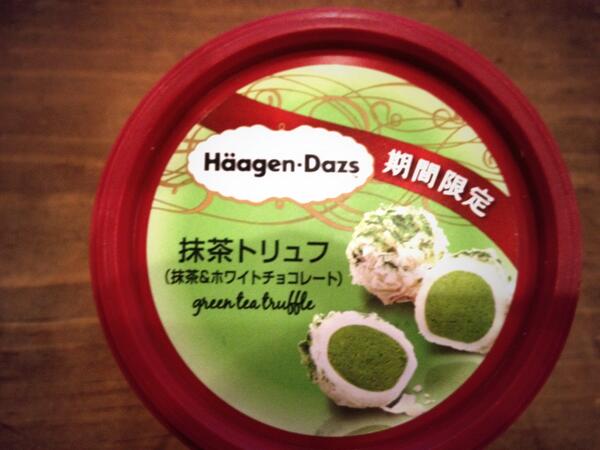 Häagen-Dazs
期間限定
抹茶トリュフ
(抹茶&ホワイトチョコレート)
green tea truffle